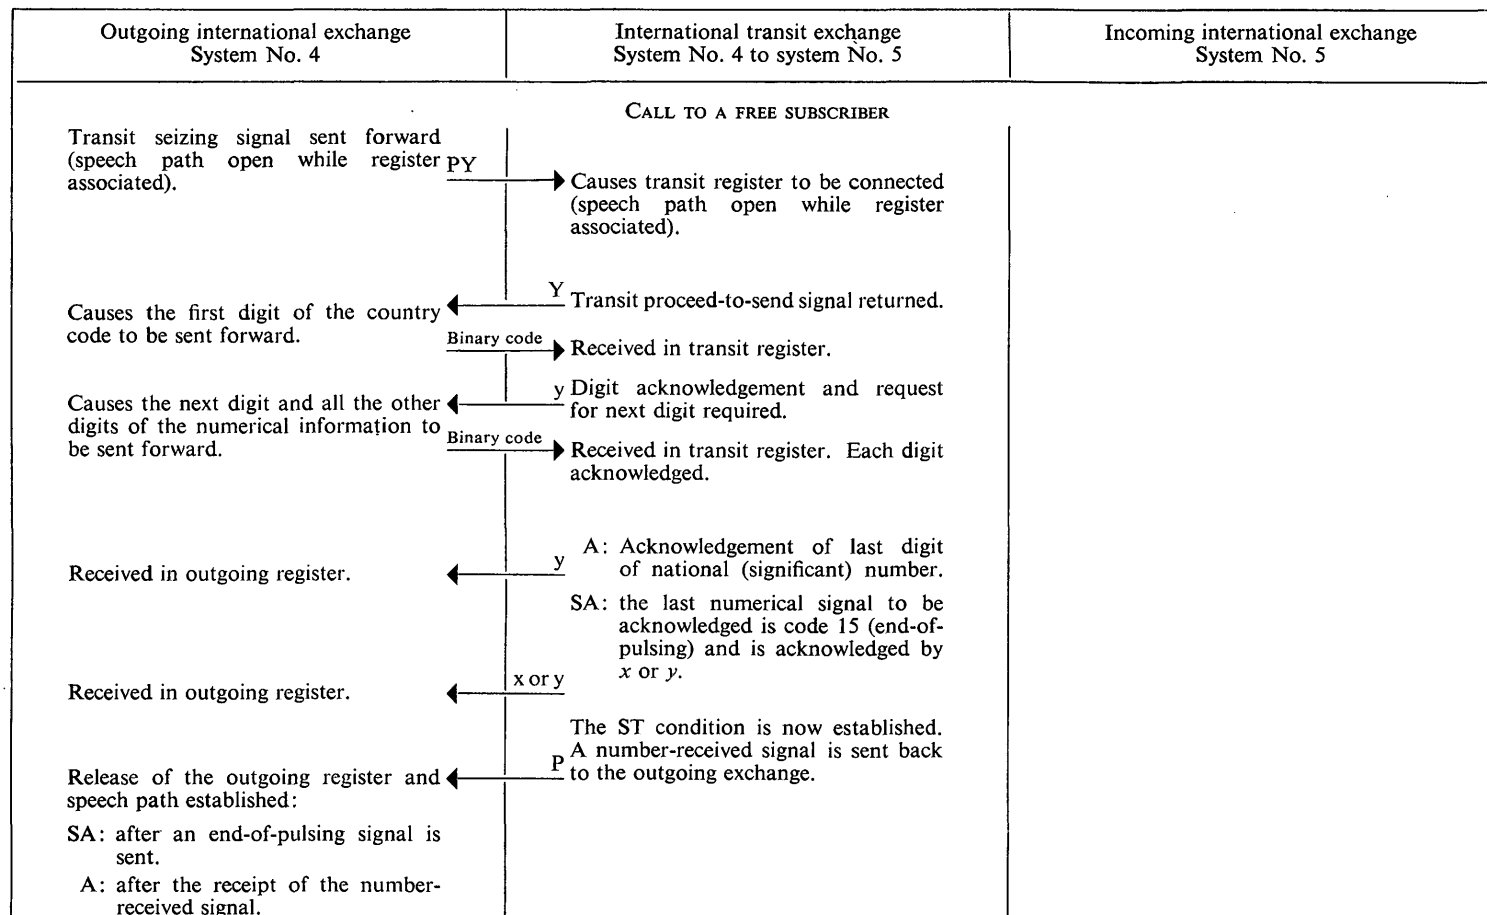 Outgoing international exchange
System No. 4
International transit exchange
System No. 4 to system No. 5
Incoming international exchange
System No. 5
CALL TO A FREE SUBSCRIBER
Transit seizing signal sent forward
(speech path open while register
associated).
PY
Causes transit register to be connected
(speech path open while register
associated).
Y
Transit proceed-to-send signal returned.
Causes the first digit of the country
code to be sent forward.
Binary code
Received in transit register.
y
Digit acknowledgement and request
for next digit required.
Causes the next digit and all the other
digits of the numerical information to
be sent forward.
Binary code
Received in transit register. Each digit
acknowledged.
A: Acknowledgement of last digit
of national (significant) number.
y
Received in outgoing register.
SA: the last numerical signal to be
acknowledged is code 15 (end-of-
pulsing) and is acknowledged by
x or y.
x or y
Received in outgoing register.
The ST condition is now established.
A number-received signal is sent back
to the outgoing exchange.
P
Release of the outgoing register and
speech path established:
SA: after an end-of-pulsing signal is
sent.
A: after the receipt of the number-
received signal.